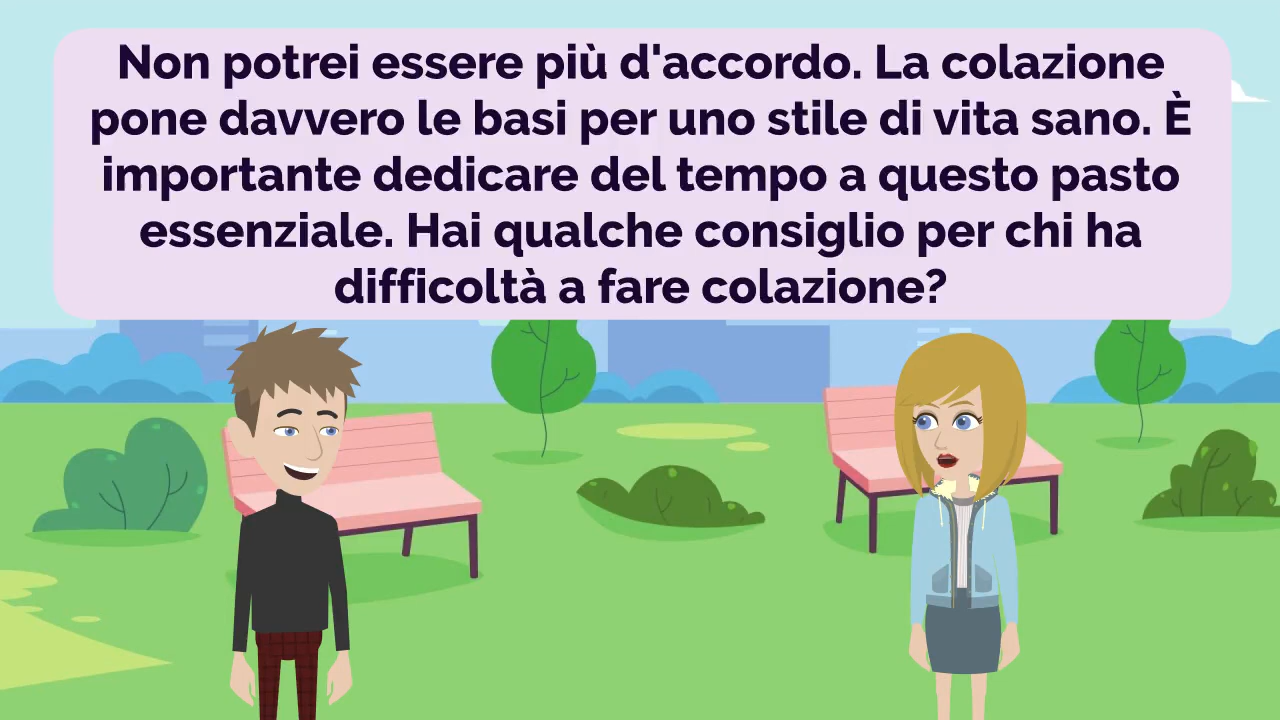 Non potrei essere più d'accordo. La colazione
pone davvero le basi per uno stile di vita sano. È
importante dedicare del tempo a questo pasto
essenziale. Hai qualche consiglio per chi ha
difficoltà a fare colazione?